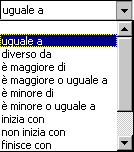 uguale a
uguale a
diverso da
è maggiore di
è maggiore o uguale a
è minore di
è minore o uguale a
inizia con
non inizia con
finisce con